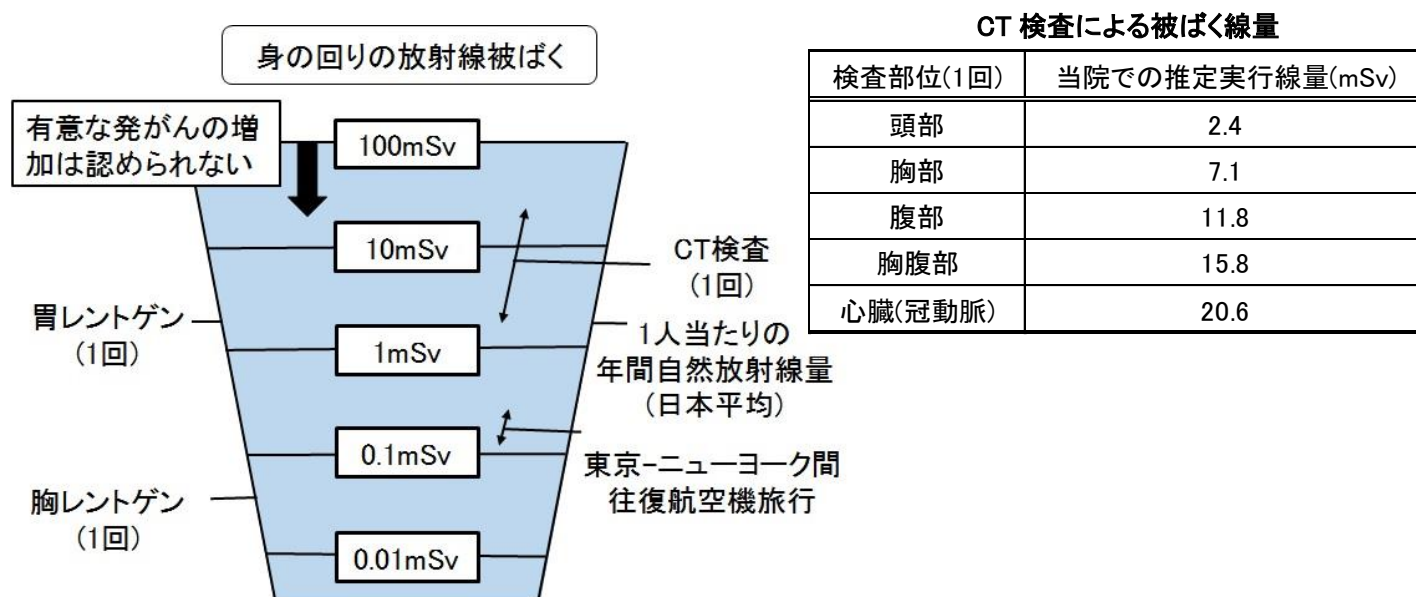 身の回りの放射線被ばく
有意な発がんの増
加は認められない
100mSv
10mSv
CT検査
(1回)
胃レントゲン
(1回)
1mSv
1人当たりの
年間自然放射線量
(日本平均)
0.1mSv
東京-ニューヨーク間
往復航空機旅行
胸レントゲン
(1回)
0.01mSv
CT 検査による被ばく線量
検査部位(1回) 当院での推定実行線量(mSv)
頭部 2.4
胸部 7.1
腹部 11.8
胸腹部 15.8
心臓(冠動脈) 20.6